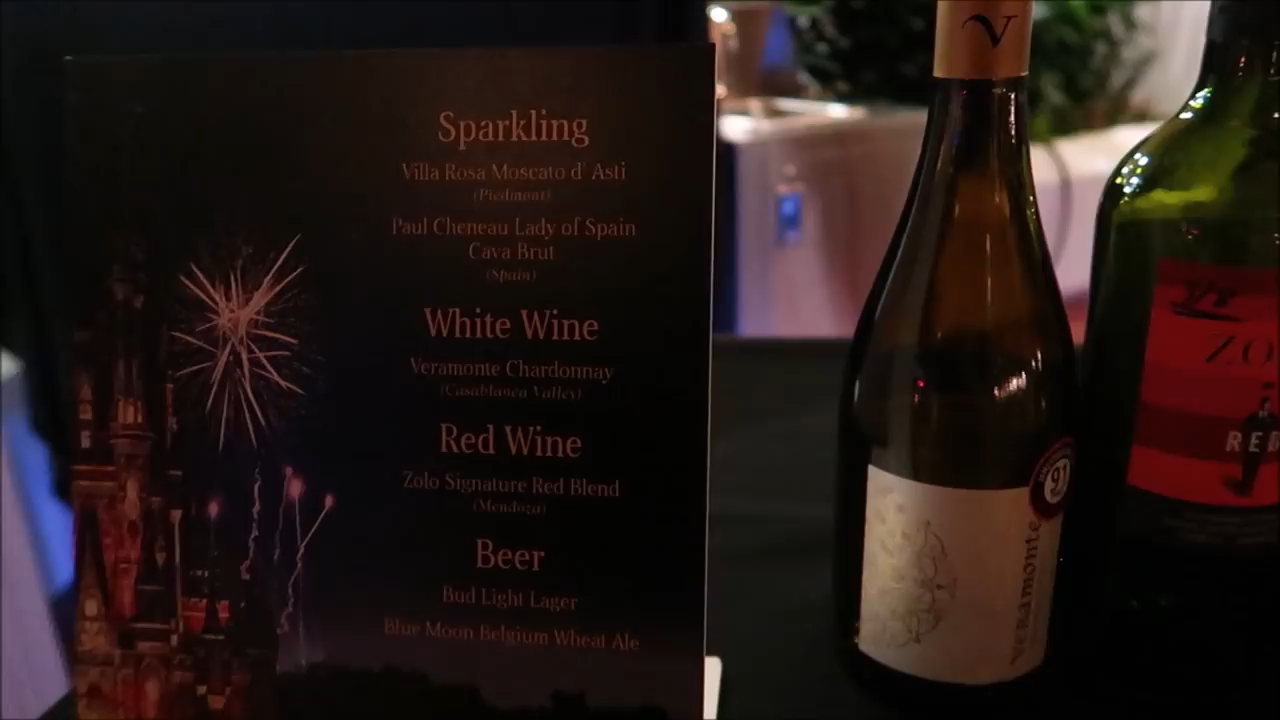 Sparkling
Villa Rosa Moscato d' Asti
(Piedmont)
Paul Cheneau Lady of Spain
Cava Brut
(Spain)
White Wine
Veramonte Chardonnay
(Casablanca Valley)
Red Wine
Zolo Signature Red Blend
(Mendoza)
Beer
Bud Light Lager
Blue Moon Belgium Wheat Ale
V
91
veramonte
ZO
RED